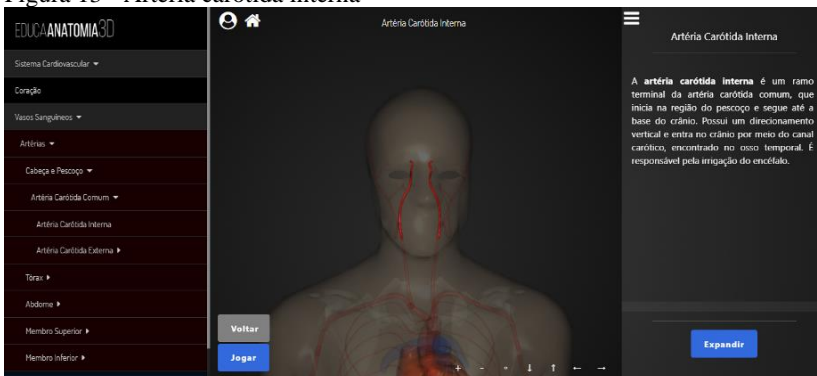 Figura 13 - Artéria carótida interna
EDUCAANATOMIA3D
Sistema Cardiovascular
Coração
Vasos Sanguíneos
Artérias
Cabeça e Pescoço
Artéria Carótida Comum
Artéria Carótida Interna
Artéria Carótida Externa
Tórax
Abdome
Membro Superior
Membro Inferior
Artéria Carótida Interna
Voltar
Jogar
+ - ◦ ↓ ↑ ← →
Artéria Carótida Interna
A artéria carótida interna é um ramo
terminal da artéria carótida comum, que
inicia na região do pescoço e segue até a
base do crânio. Possui um direcionamento
vertical e entra no crânio por meio do canal
carótico, encontrado no osso temporal. É
responsável pela irrigação do encéfalo.
Expandir